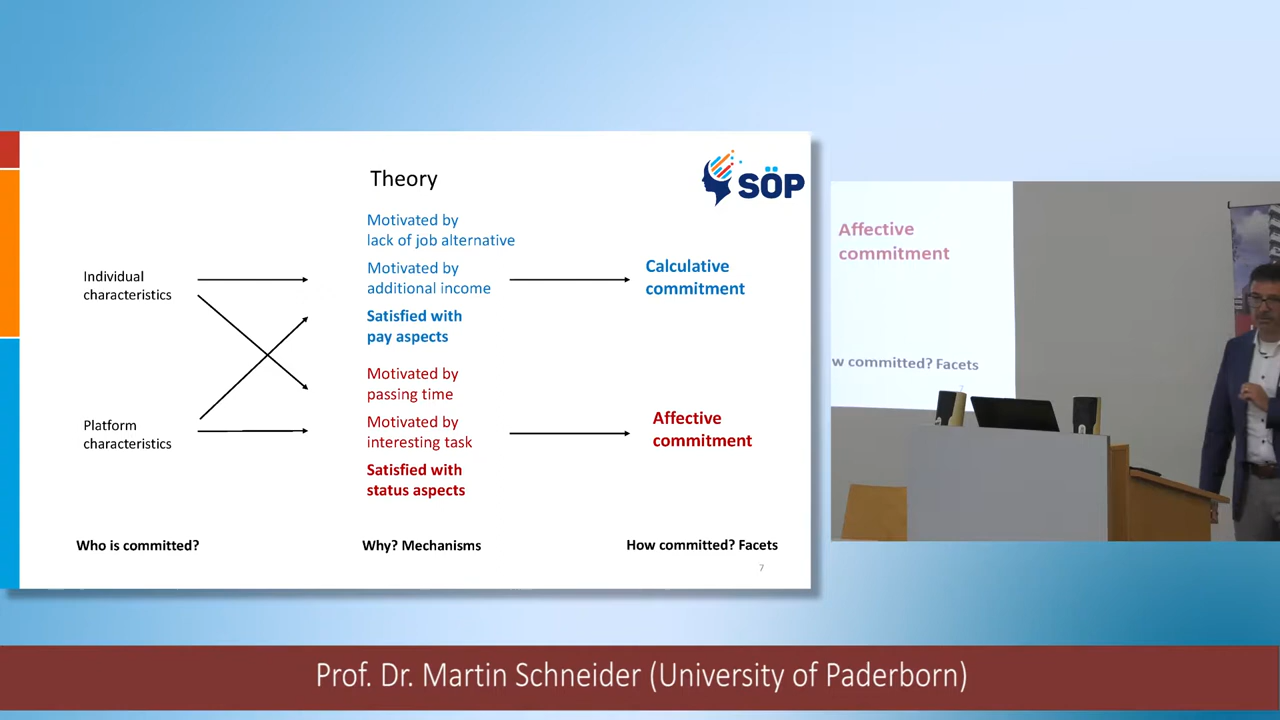 Theory
SÖP
Motivated by
lack of job alternative
Individual
characteristics
Motivated by
additional income
Calculative
commitment
Satisfied with
pay aspects
Motivated by
passing time
Platform
characteristics
Motivated by
interesting task
Affective
commitment
Satisfied with
status aspects
Who is committed?
Why? Mechanisms
How committed? Facets
7
Affective
commitment
w committed? Facets
7
Prof. Dr. Martin Schneider (University of Paderborn)